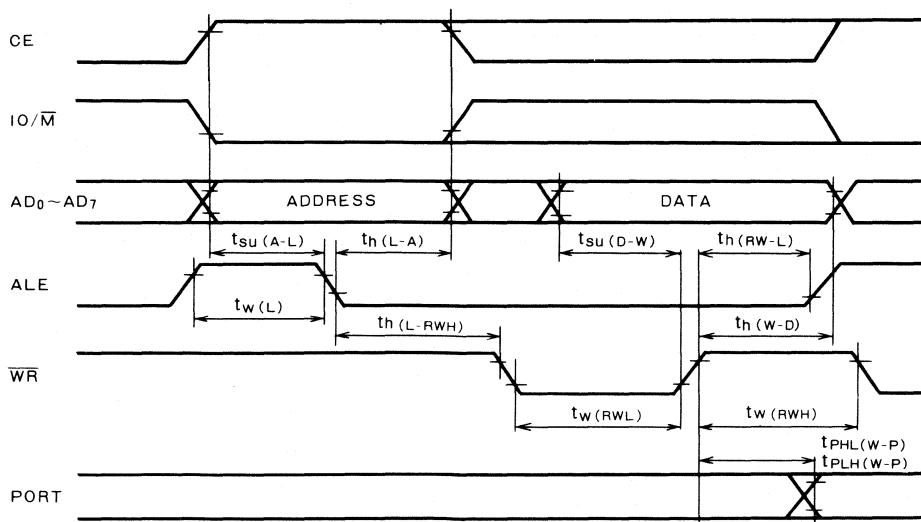 CE
IO/M̅
AD0~AD7 ADDRESS DATA
tsu(A-L) th(L-A) tsu(D-W) th(RW-L)
ALE
tw(L) th(L-RWH) th(W-D)
W̅R̅
tw(RWL) tw(RWH)
tPHL(W-P)
tPLH(W-P)
PORT